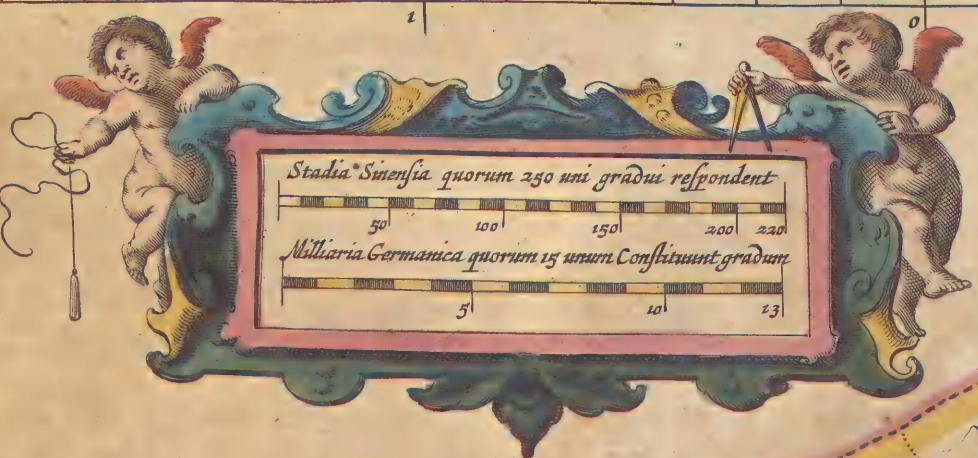 1 0
Stadia Sinensia quorum 250 uni gradui respondent
50 100 150 200 220
Milliaria Germanica quorum 15 unum Constituunt gradum
5 10 13